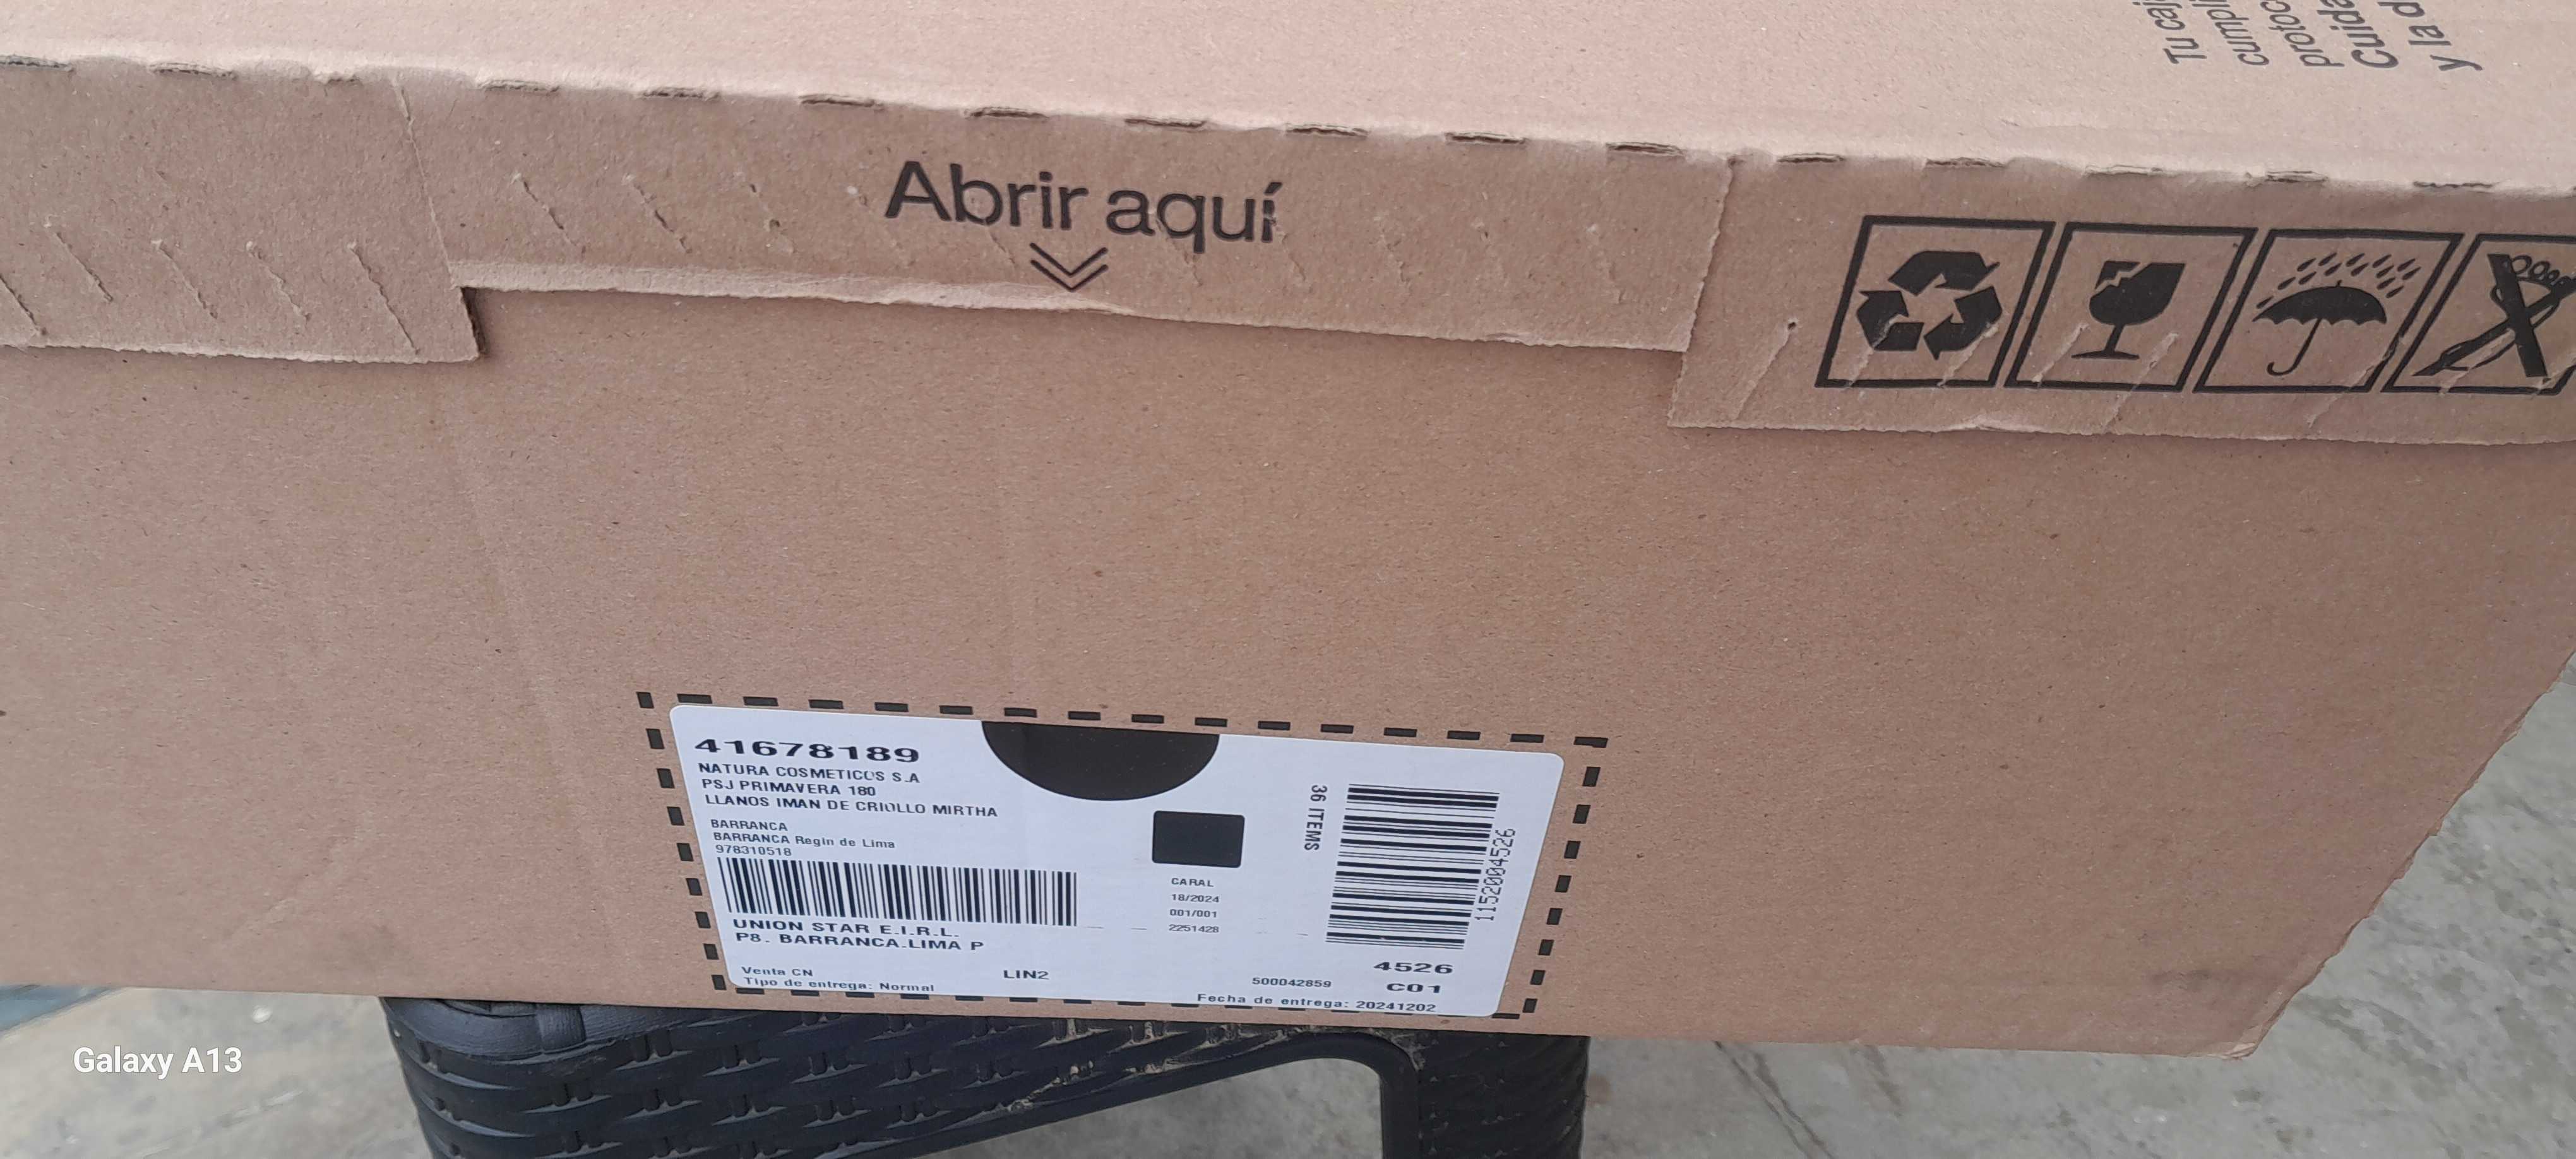 Abrir aquí
41678189
NATURA COSMETICOS S.A
PSJ PRIMAVERA 180
LLANOS IMAN DE CRIOLLO MIRTHA
BARRANCA
BARRANCA Regin de Lima
978310518
UNION STAR E.I.R.L.
P8. BARRANCA.LIMA P
Venta CN
LIN2
Tipo de entrega: Normal
CARAL
18/2024
001/001
2251428
36 ITEMS
1152004526
4526
500042859
C01
Fecha de entrega: 20241202
Tu
y la
Galaxy A13